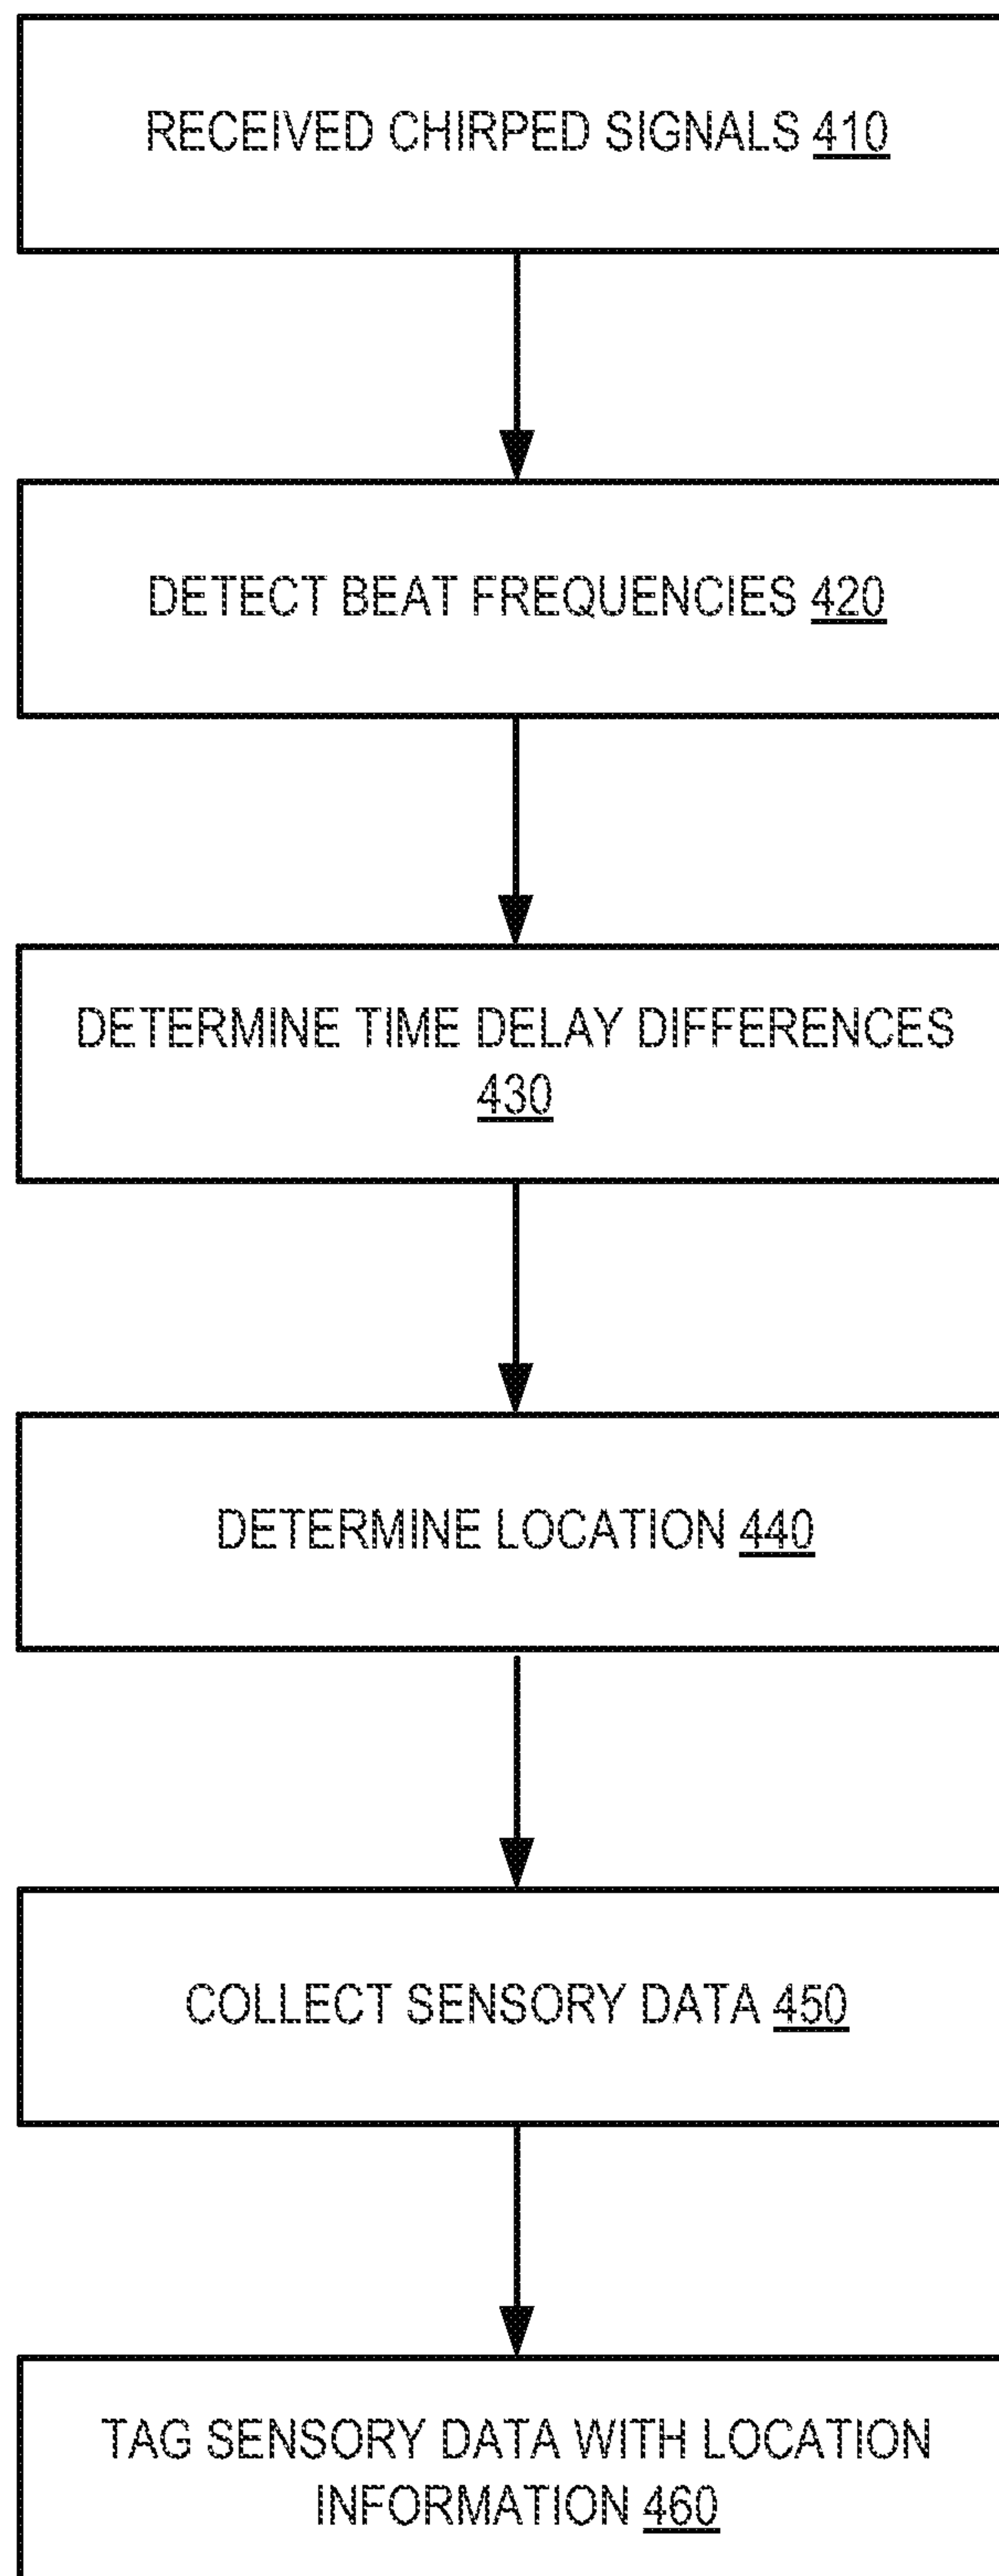 RECEIVED CHIRPED SIGNALS 410
DETECT BEAT FREQUENCIES 420
DETERMINE TIME DELAY DIFFERENCES
430
DETERMINE LOCATION 440
COLLECT SENSORY DATA 450
TAG SENSORY DATA WITH LOCATION
INFORMATION 460